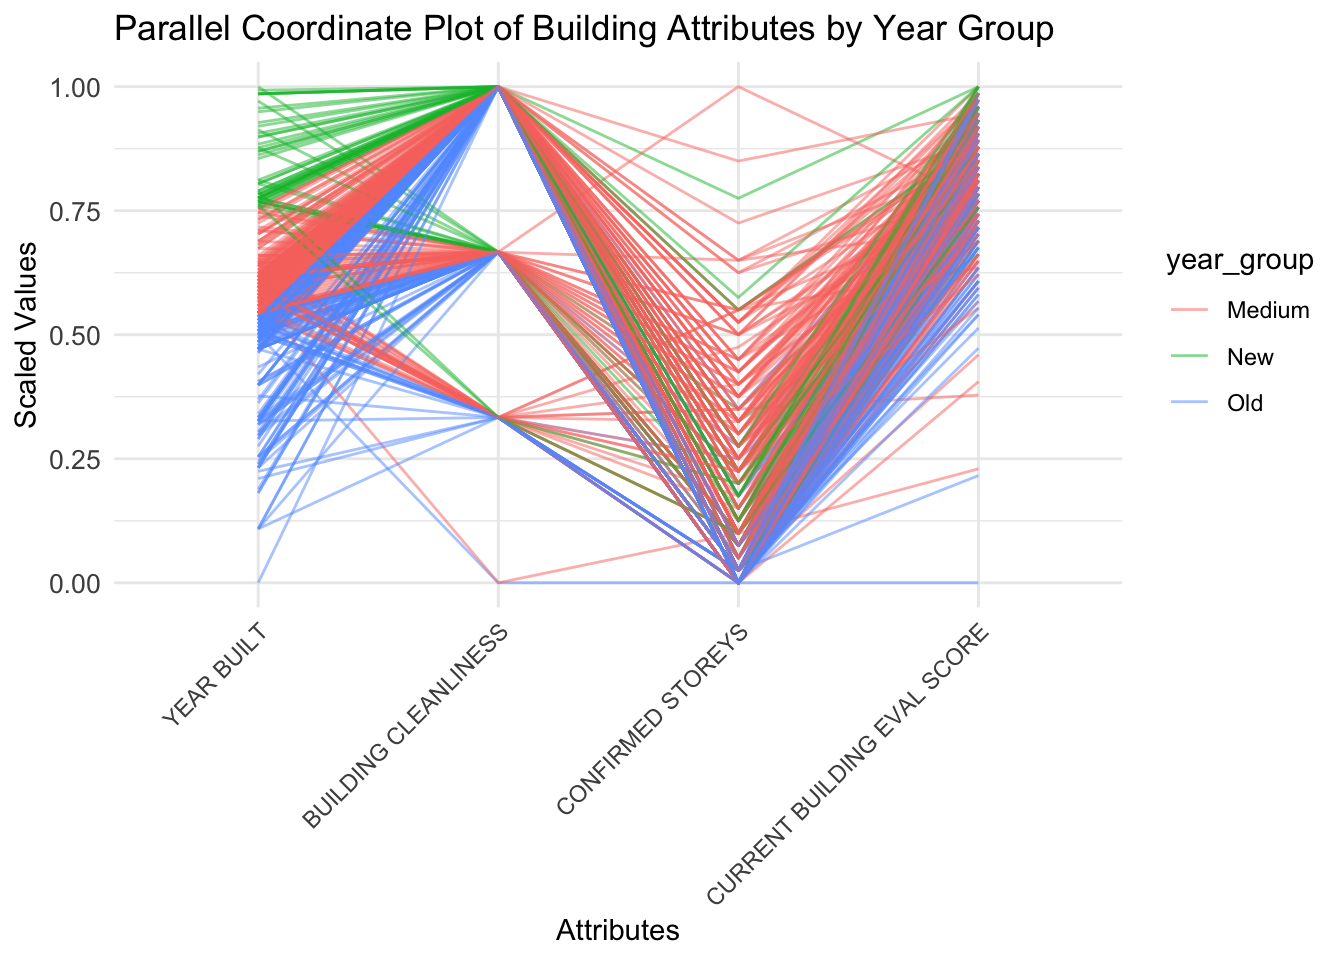 Parallel Coordinate Plot of Building Attributes by Year Group
1.00
0.75
0.50
0.25
0.00
Scaled Values
YEAR BUILT
BUILDING CLEANLINESS
CONFIRMED STOREYS
CURRENT BUILDING EVAL SCORE
Attributes
year_group
Medium
New
Old